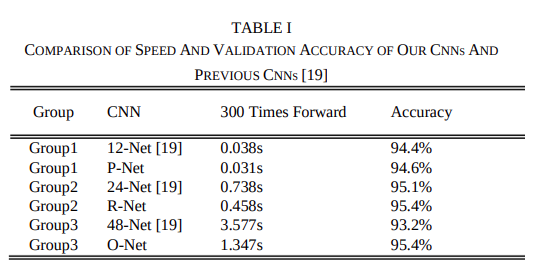 TABLE I
COMPARISON OF SPEED AND VALIDATION ACCURACY OF OUR CNNS AND
PREVIOUS CNNS [19]
Group CNN 300 Times Forward Accuracy
Group1 12-Net [19] 0.038s 94.4%
Group1 P-Net 0.031s 94.6%
Group2 24-Net [19] 0.738s 95.1%
Group2 R-Net 0.458s 95.4%
Group3 48-Net [19] 3.577s 93.2%
Group3 O-Net 1.347s 95.4%